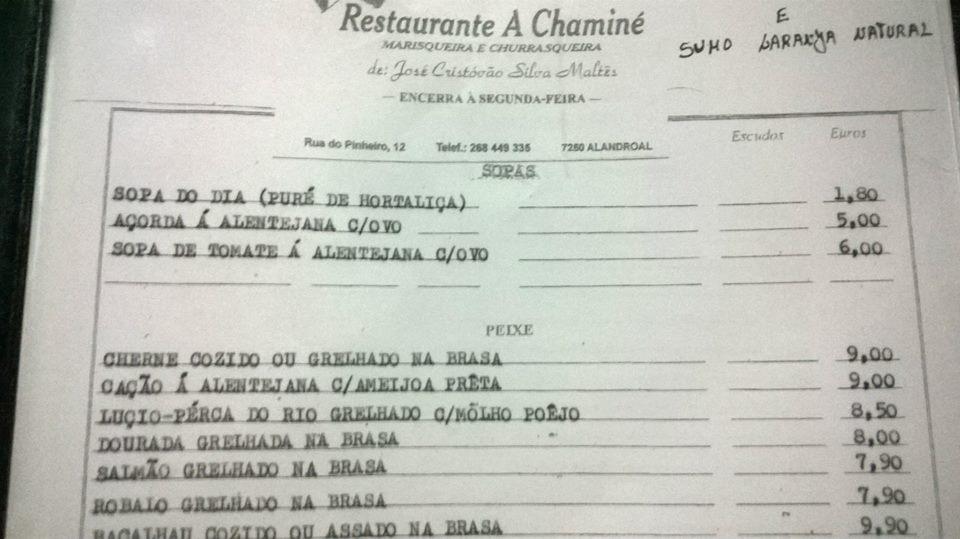 Restaurante A Chaminé
MARISQUEIRA E CHURRASQUEIRA
de: José Cristóvão Silva Maltês
— ENCERRA À SEGUNDA-FEIRA —
E
SUMO LARANJA NATURAL
Escudos Euros
Rua do Pinheiro, 12 Telef.: 268 449 335 7250 ALANDROAL
SOPAS
SOPA DO DIA (PURÉ DE HORTALIÇA) 1,80
AÇORDA Á ALENTEJANA C/OVO 5,00
SOPA DE TOMATE Á ALENTEJANA C/OVO 6,00
PEIXE
CHERNE COZIDO OU GRELHADO NA BRASA 9,00
CAÇÃO Á ALENTEJANA C/AMEIJOA PRÊTA 9,00
LUÇIO-PÉRCA DO RIO GRELHADO C/MÔLHO POÊJO 8,50
DOURADA GRELHADA NA BRASA 8,00
SALMÃO GRELHADO NA BRASA 7,90
ROBALO GRELHADO NA BRASA 7,90
BACALHAU COZIDO OU ASSADO NA BRASA 9,90